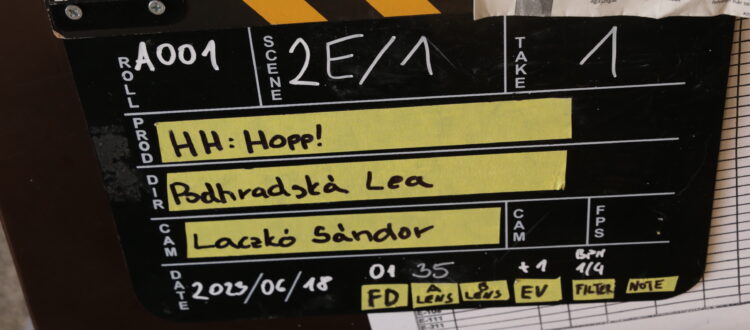 ROLL A001 SCENE 2E/1 TAKE 1
PROD HH: Hopp!
DIR Podhradská Lea
CAM Laczkó Sándor CAM FPS
DATE 2023/06/18 01 35 +1 BPM 1/4
FD A LENS B LENS EV FILTER NOTE
E-111